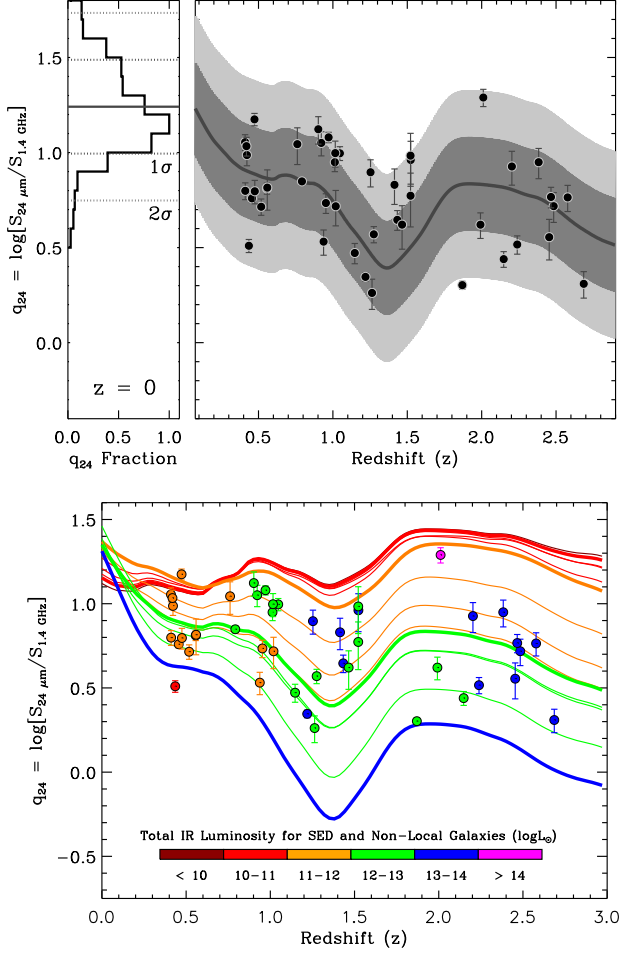 1.5
1.0
0.5
0.0
q24 = log[S24 μm/S1.4 GHz]
1σ
2σ
z = 0
0.0 0.5 1.0
q24 Fraction
0.5 1.0 1.5 2.0 2.5
Redshift (z)
1.5
1.0
0.5
0.0
−0.5
q24 = log[S24 μm/S1.4 GHz]
Total IR Luminosity for SED and Non−Local Galaxies (logL⊙)
< 10 10−11 11−12 12−13 13−14 > 14
0.0 0.5 1.0 1.5 2.0 2.5 3.0
Redshift (z)